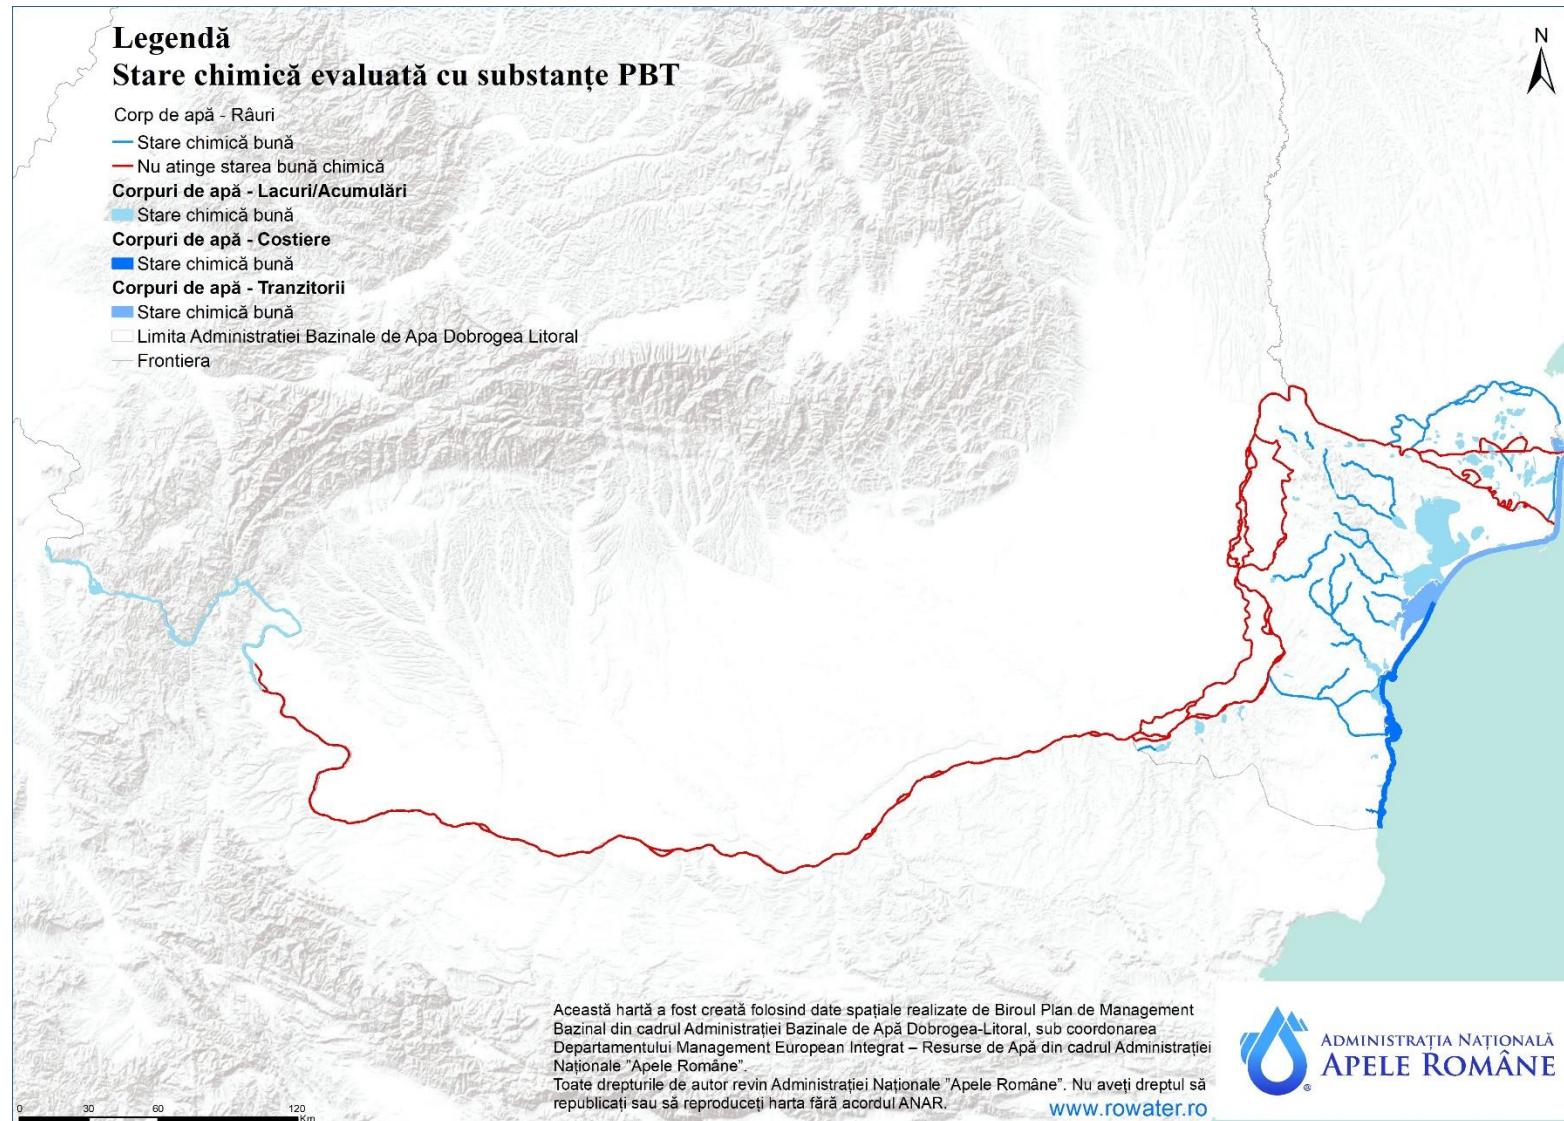 Legendă
Stare chimică evaluată cu substanțe PBT
Corp de apă - Râuri
Stare chimică bună
Nu atinge starea bună chimică
Corpuri de apă - Lacuri/Acumulări
Stare chimică bună
Corpuri de apă - Costiere
Stare chimică bună
Corpuri de apă - Tranzitorii
Stare chimică bună
Limita Administratiei Bazinale de Apa Dobrogea Litoral
Frontiera
N
Această hartă a fost creată folosind date spațiale realizate de Biroul Plan de Management
Bazinal din cadrul Administrației Bazinale de Apă Dobrogea-Litoral, sub coordonarea
Departamentului Management European Integrat – Resurse de Apă din cadrul Administrației
Naționale "Apele Române".
Toate drepturile de autor revin Administrației Naționale "Apele Române". Nu aveți dreptul să
republicați sau să reproduceți harta fără acordul ANAR.
www.rowater.ro
ADMINISTRAȚIA NAȚIONALĂ
APELE ROMÂNE
®
0 30 60 120
Km